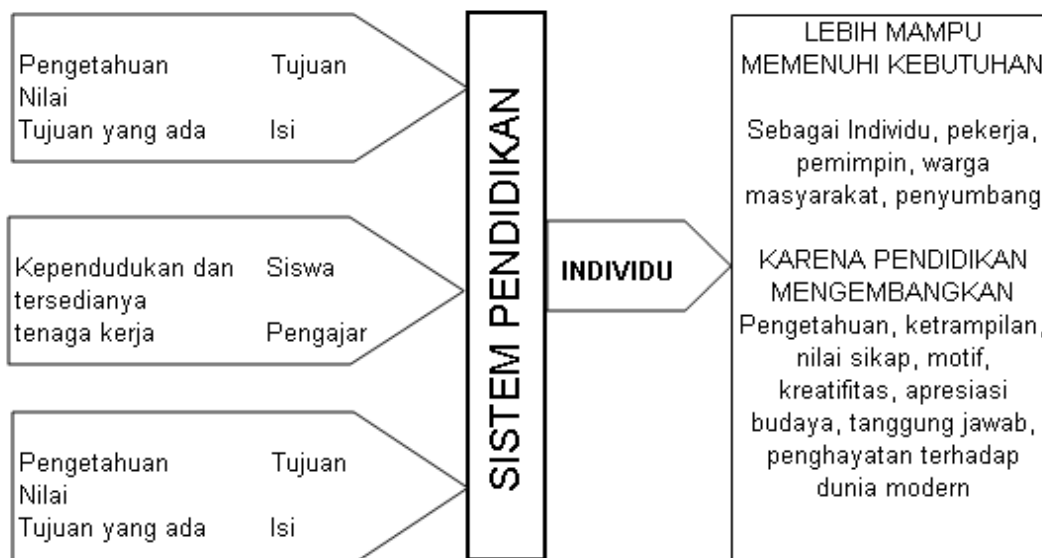 Pengetahuan Tujuan
Nilai
Tujuan yang ada Isi
Kependudukan dan Siswa
tersedianya
tenaga kerja Pengajar
Pengetahuan Tujuan
Nilai
Tujuan yang ada Isi
SISTEM PENDIDIKAN
INDIVIDU
LEBIH MAMPU
MEMENUHI KEBUTUHAN
Sebagai Individu, pekerja,
pemimpin, warga
masyarakat, penyumbang
KARENA PENDIDIKAN
MENGEMBANGKAN
Pengetahuan, ketrampilan,
nilai sikap, motif,
kreatifitas, apresiasi
budaya, tanggung jawab,
penghayatan terhadap
dunia modern